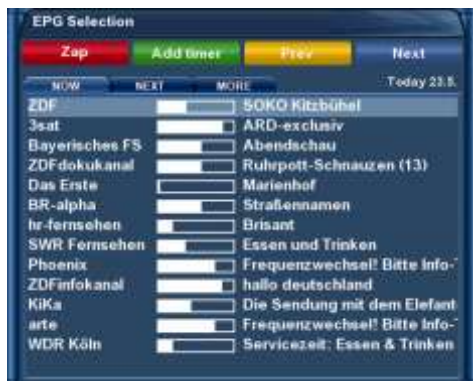 EPG Selection
Zap Add timer Prev Next
NOW NEXT MORE Today 23.5.
ZDF SOKO Kitzbühel
3sat ARD-exclusiv
Bayerisches FS Abendschau
ZDFdokukanal Ruhrpott-Schnauzen (13)
Das Erste Marienhof
BR-alpha Straßennamen
hr-fernsehen Brisant
SWR Fernsehen Essen und Trinken
Phoenix Frequenzwechsel! Bitte Info-
ZDFinfokanal hallo deutschland
KiKa Die Sendung mit dem Elefant
arte Frequenzwechsel! Bitte Info-
WDR Köln Servicezeit: Essen & Trinken